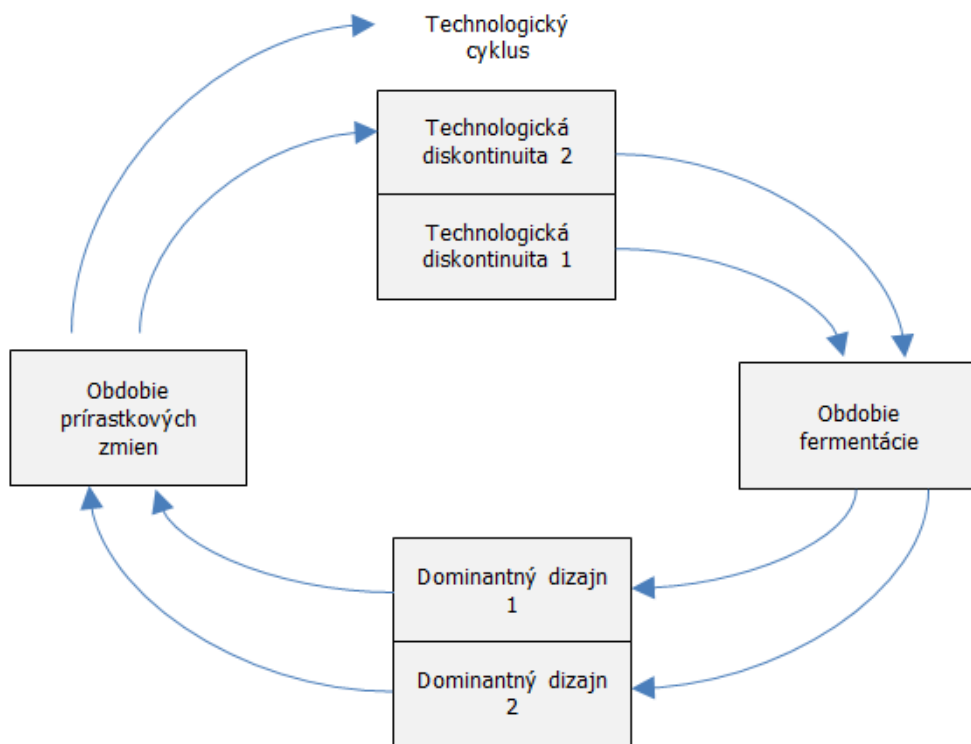 Technologický
cyklus
Technologická
diskontinuita 2
Technologická
diskontinuita 1
Obdobie
prírastkových
zmien
Obdobie
fermentácie
Dominantný dizajn
1
Dominantný dizajn
2